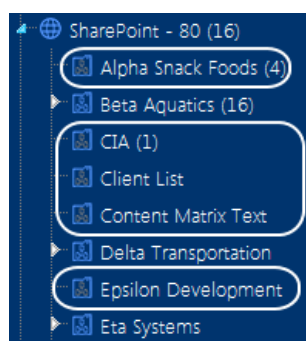 SharePoint - 80 (16)
Alpha Snack Foods (4)
Beta Aquatics (16)
CIA (1)
Client List
Content Matrix Text
Delta Transportation
Epsilon Development
Eta Systems